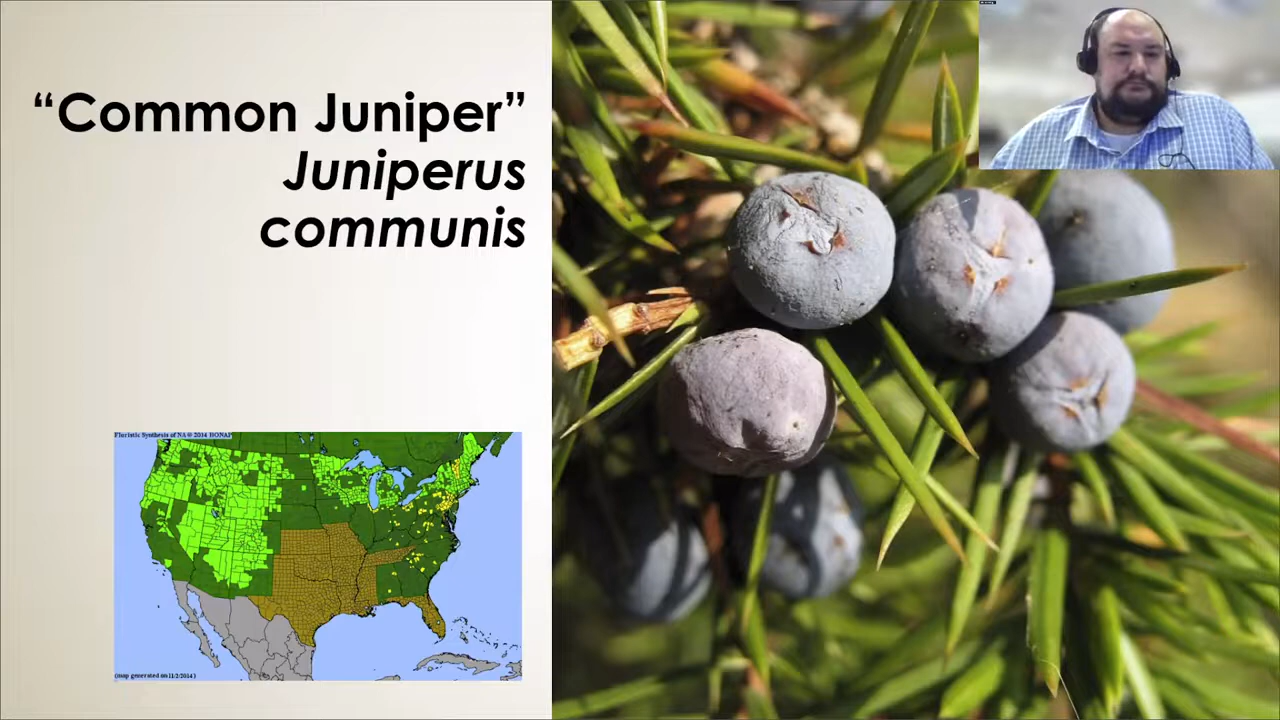 “Common Juniper”
Juniperus
communis
Floristic Synthesis of NA © 2014 BONAP
(map generated on 11/2/2014)